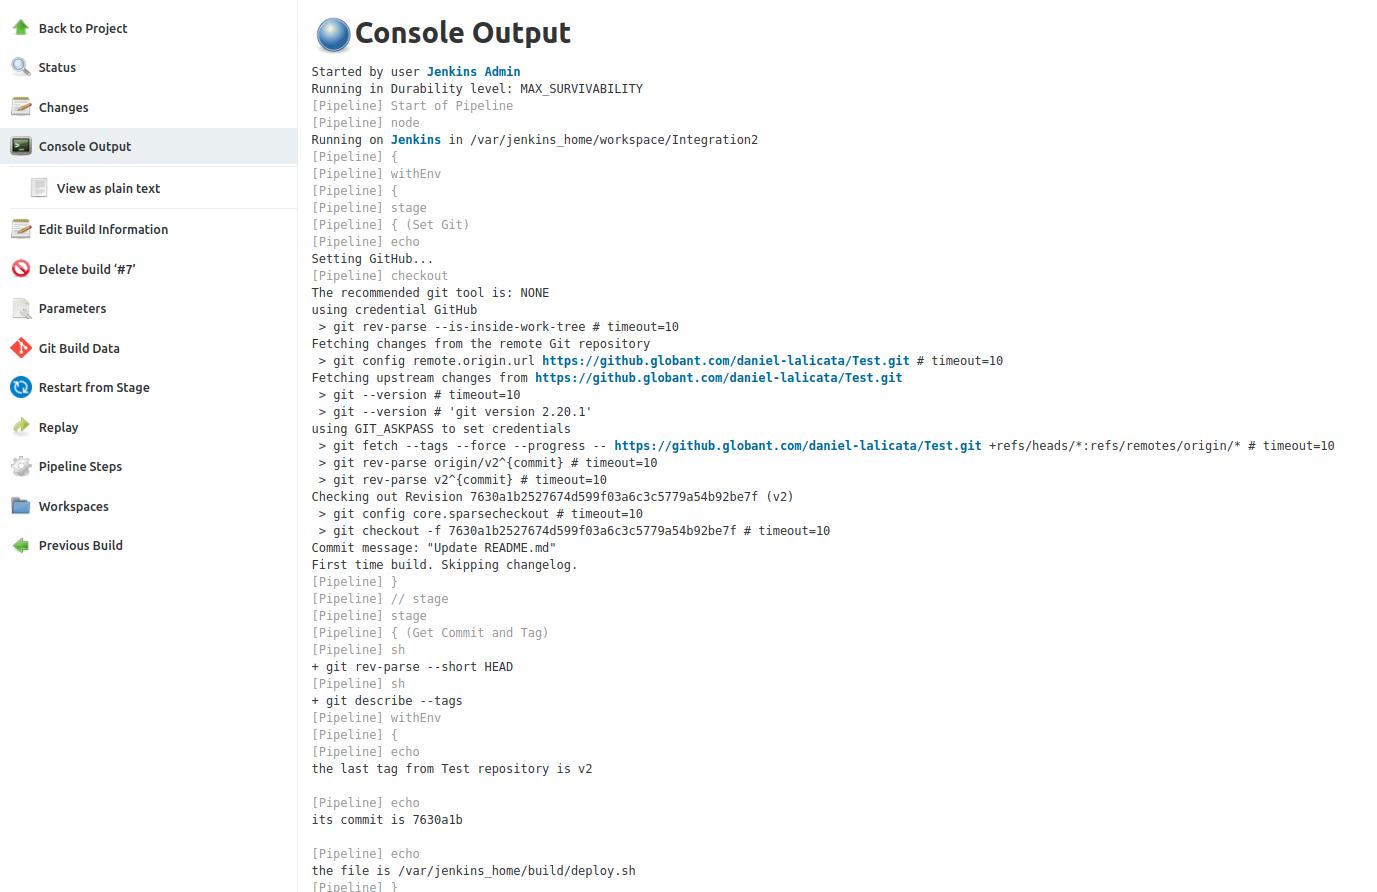 Back to Project
Status
Changes
Console Output
View as plain text
Edit Build Information
Delete build ‘#7’
Parameters
Git Build Data
Restart from Stage
Replay
Pipeline Steps
Workspaces
Previous Build
Console Output
Started by user Jenkins Admin
Running in Durability level: MAX_SURVIVABILITY
[Pipeline] Start of Pipeline
[Pipeline] node
Running on Jenkins in /var/jenkins_home/workspace/Integration2
[Pipeline] {
[Pipeline] withEnv
[Pipeline] {
[Pipeline] stage
[Pipeline] { (Set Git)
[Pipeline] echo
Setting GitHub...
[Pipeline] checkout
The recommended git tool is: NONE
using credential GitHub
 > git rev-parse --is-inside-work-tree # timeout=10
Fetching changes from the remote Git repository
 > git config remote.origin.url https://github.globant.com/daniel-lalicata/Test.git # timeout=10
Fetching upstream changes from https://github.globant.com/daniel-lalicata/Test.git
 > git --version # timeout=10
 > git --version # 'git version 2.20.1'
using GIT_ASKPASS to set credentials
 > git fetch --tags --force --progress -- https://github.globant.com/daniel-lalicata/Test.git +refs/heads/*:refs/remotes/origin/* # timeout=10
 > git rev-parse origin/v2^{commit} # timeout=10
 > git rev-parse v2^{commit} # timeout=10
Checking out Revision 7630a1b2527674d599f03a6c3c5779a54b92be7f (v2)
 > git config core.sparsecheckout # timeout=10
 > git checkout -f 7630a1b2527674d599f03a6c3c5779a54b92be7f # timeout=10
Commit message: "Update README.md"
First time build. Skipping changelog.
[Pipeline] }
[Pipeline] // stage
[Pipeline] stage
[Pipeline] { (Get Commit and Tag)
[Pipeline] sh
+ git rev-parse --short HEAD
[Pipeline] sh
+ git describe --tags
[Pipeline] withEnv
[Pipeline] {
[Pipeline] echo
the last tag from Test repository is v2
[Pipeline] echo
its commit is 7630a1b
[Pipeline] echo
the file is /var/jenkins_home/build/deploy.sh
[Pipeline] }